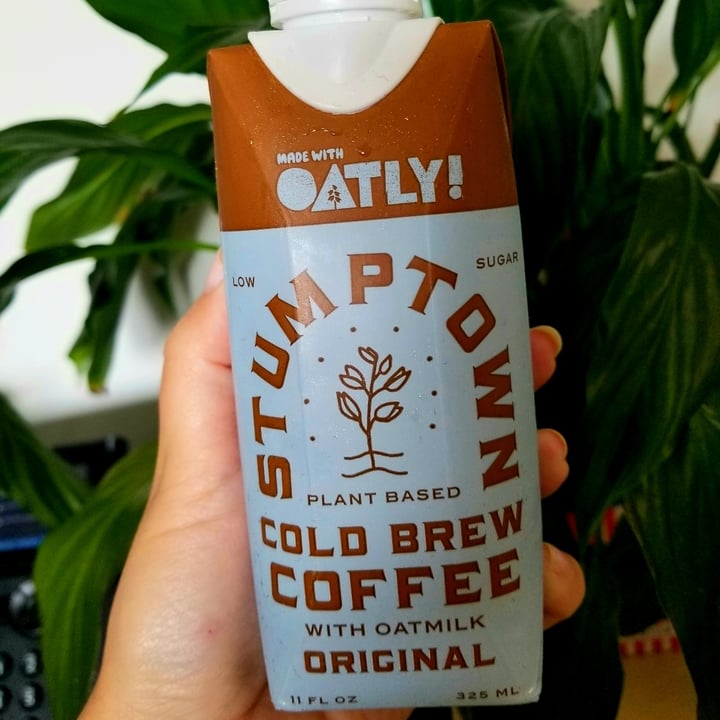 MADE WITH
OATLY!
LOW SUGAR
STUMPTOWN
PLANT BASED
COLD BREW
COFFEE
WITH OATMILK
ORIGINAL
11 FL OZ 325 ML